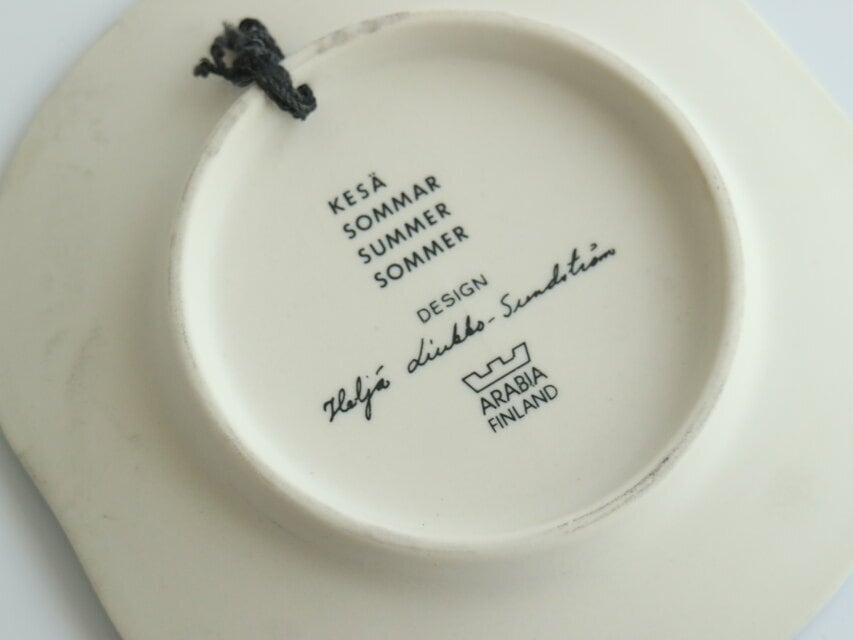 KESÄ
SOMMAR
SUMMER
SOMMER
DESIGN
Heljä Liukko-Sundström
ARABIA
FINLAND